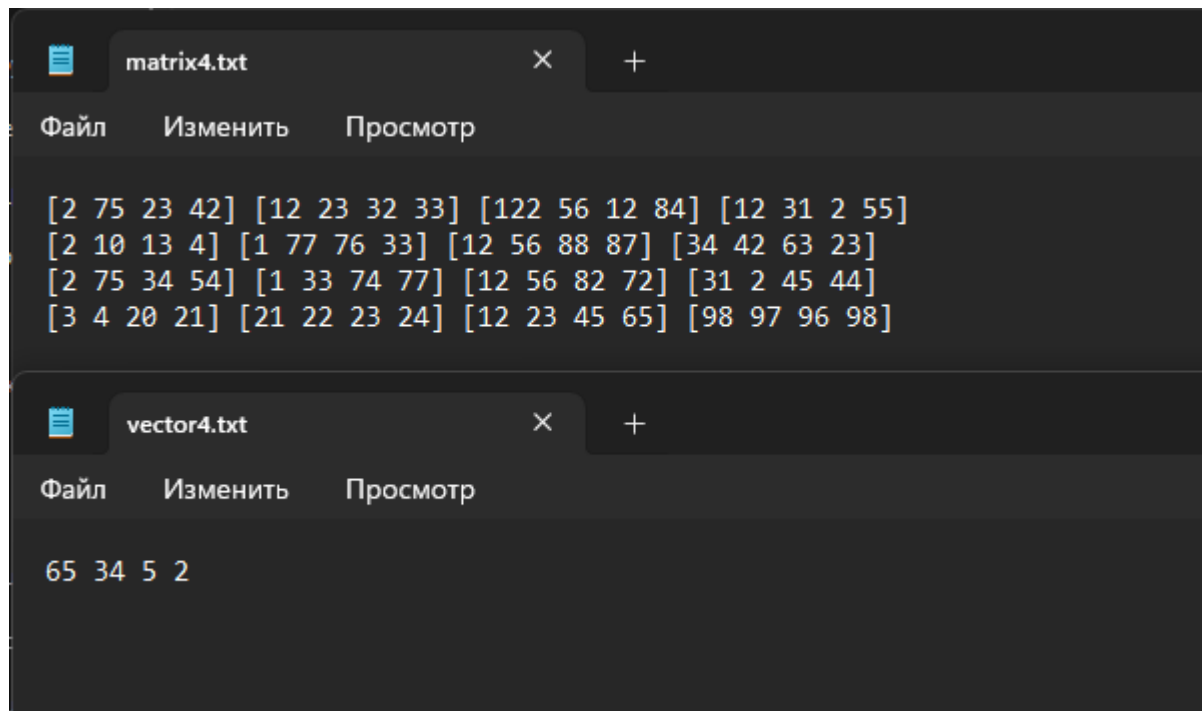 matrix4.txt
Файл Изменить Просмотр
[2 75 23 42] [12 23 32 33] [122 56 12 84] [12 31 2 55]
[2 10 13 4] [1 77 76 33] [12 56 88 87] [34 42 63 23]
[2 75 34 54] [1 33 74 77] [12 56 82 72] [31 2 45 44]
[3 4 20 21] [21 22 23 24] [12 23 45 65] [98 97 96 98]
vector4.txt
Файл Изменить Просмотр
65 34 5 2